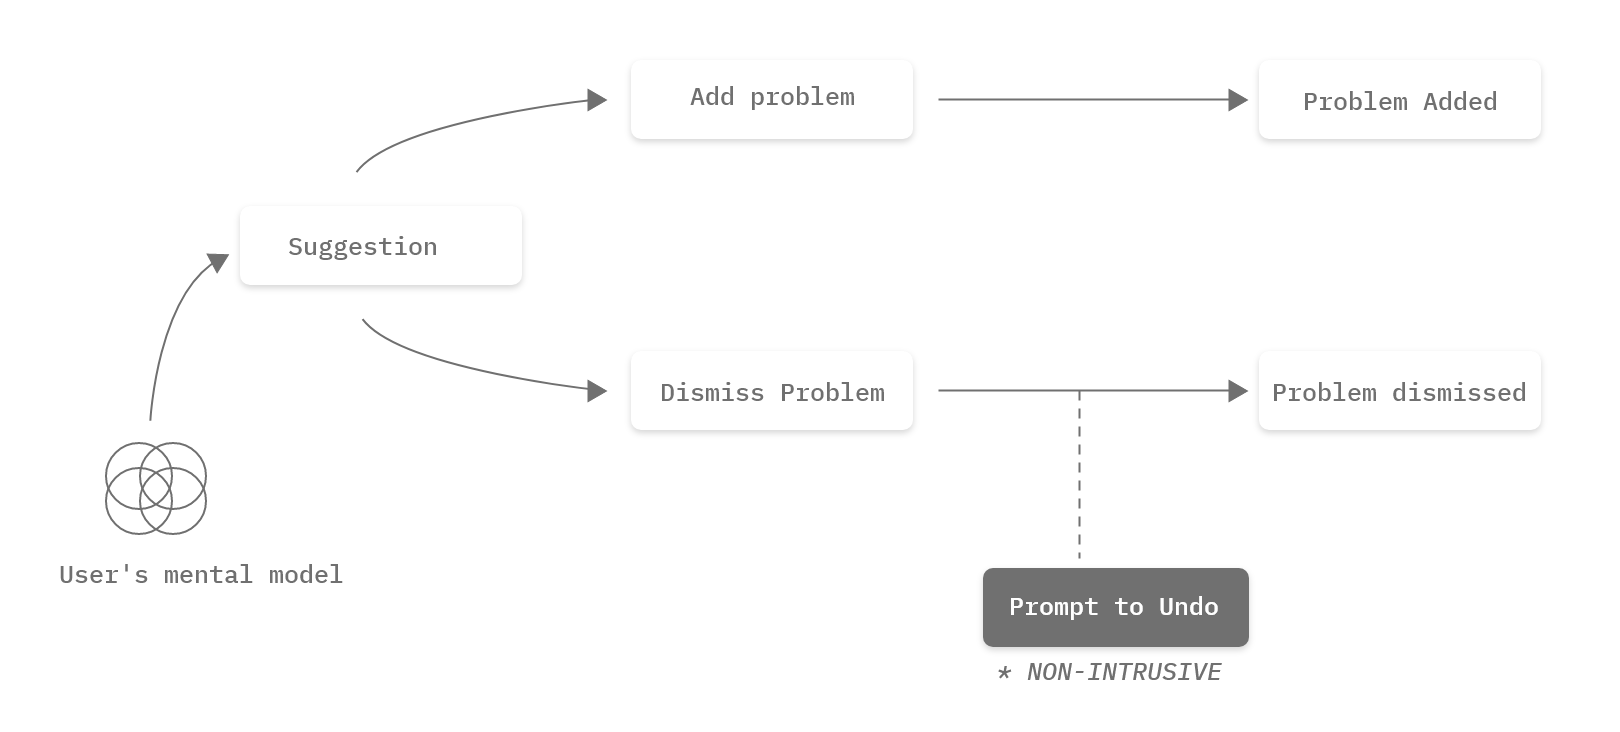 Add problem
Problem Added
Suggestion
Dismiss Problem
Problem dismissed
User's mental model
Prompt to Undo
* NON-INTRUSIVE